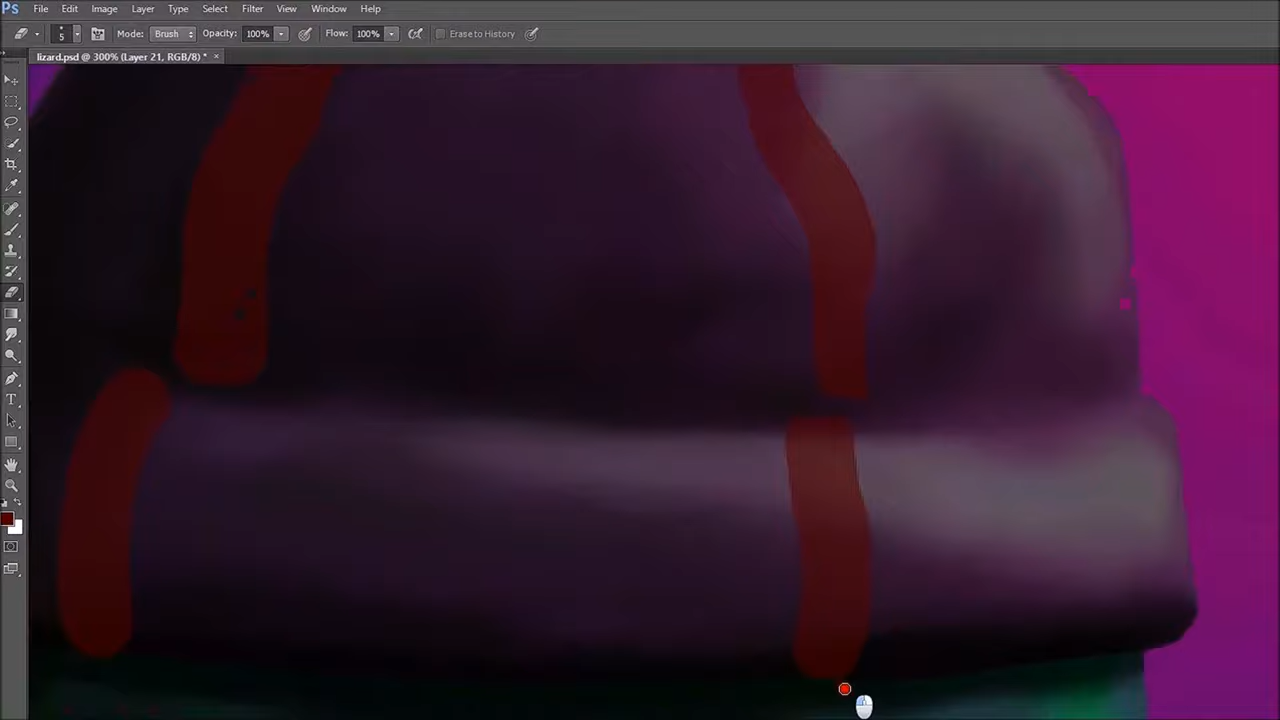 Ps File Edit Image Layer Type Select Filter View Window Help
5 Mode: Brush Opacity: 100% Flow: 100% Erase to History
lizard.psd @ 300% (Layer 21, RGB/8) * ×
T